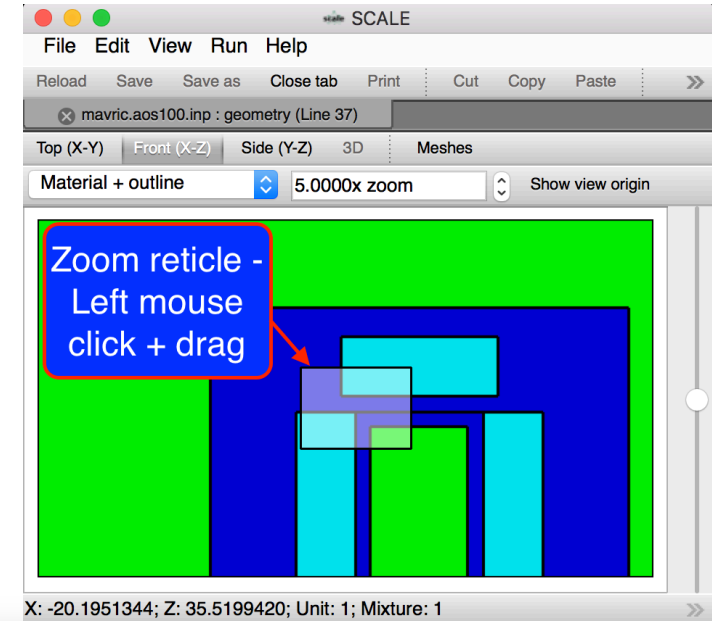 scale SCALE
File Edit View Run Help
Reload Save Save as Close tab Print Cut Copy Paste
mavric.aos100.inp : geometry (Line 37)
Top (X-Y) Front (X-Z) Side (Y-Z) 3D Meshes
Material + outline 5.0000x zoom Show view origin
Zoom reticle -
Left mouse
click + drag
X: -20.1951344; Z: 35.5199420; Unit: 1; Mixture: 1